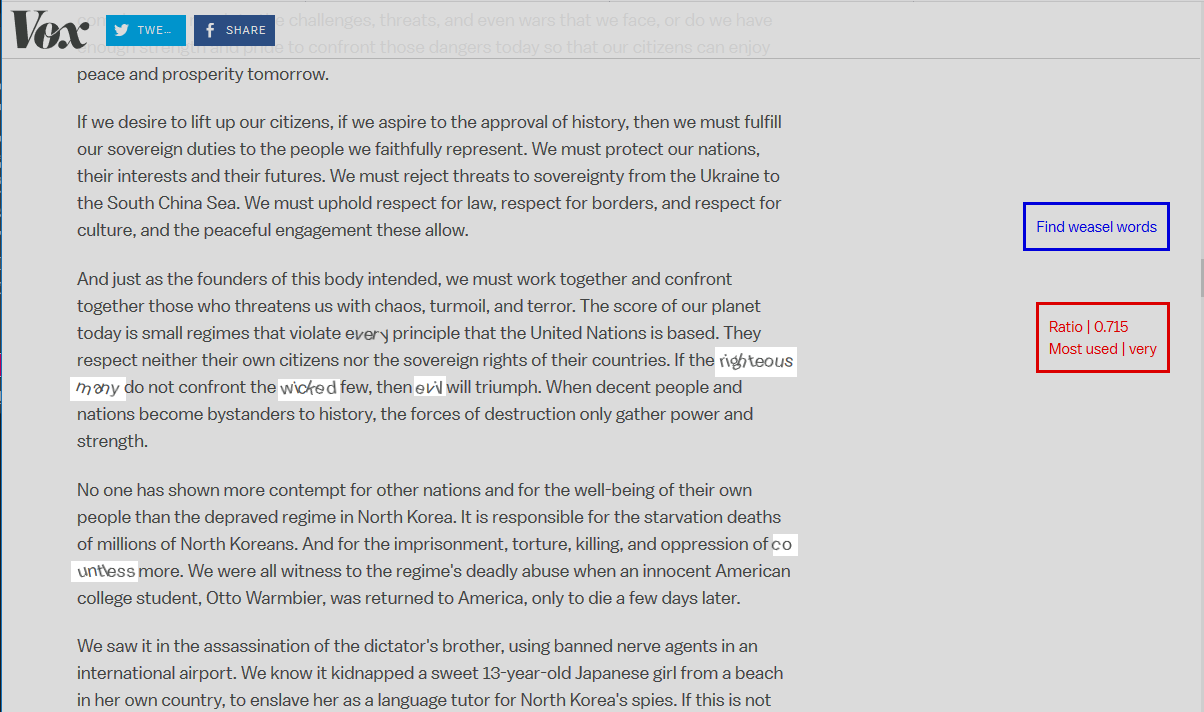 Vox
TWE...
SHARE
the challenges, threats, and even wars that we face, or do we have
enough strength and pride to confront those dangers today so that our citizens can enjoy
peace and prosperity tomorrow.
If we desire to lift up our citizens, if we aspire to the approval of history, then we must fulfill
our sovereign duties to the people we faithfully represent. We must protect our nations,
their interests and their futures. We must reject threats to sovereignty from the Ukraine to
the South China Sea. We must uphold respect for law, respect for borders, and respect for
culture, and the peaceful engagement these allow.
Find weasel words
And just as the founders of this body intended, we must work together and confront
together those who threatens us with chaos, turmoil, and terror. The score of our planet
today is small regimes that violate every principle that the United Nations is based. They
respect neither their own citizens nor the sovereign rights of their countries. If the righteous
many do not confront the wicked few, then evil will triumph. When decent people and
nations become bystanders to history, the forces of destruction only gather power and
strength.
Ratio | 0.715
Most used | very
No one has shown more contempt for other nations and for the well-being of their own
people than the depraved regime in North Korea. It is responsible for the starvation deaths
of millions of North Koreans. And for the imprisonment, torture, killing, and oppression of co
untless more. We were all witness to the regime's deadly abuse when an innocent American
college student, Otto Warmbier, was returned to America, only to die a few days later.
We saw it in the assassination of the dictator's brother, using banned nerve agents in an
international airport. We know it kidnapped a sweet 13-year-old Japanese girl from a beach
in her own country, to enslave her as a language tutor for North Korea's spies. If this is not